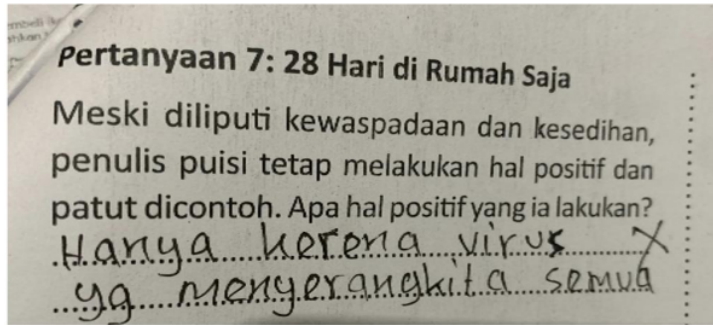 Pertanyaan 7: 28 Hari di Rumah Saja
Meski diliputi kewaspadaan dan kesedihan,
penulis puisi tetap melakukan hal positif dan
patut dicontoh. Apa hal positif yang ia lakukan?
Hanya kerena virus X
yg menyerangkita semua